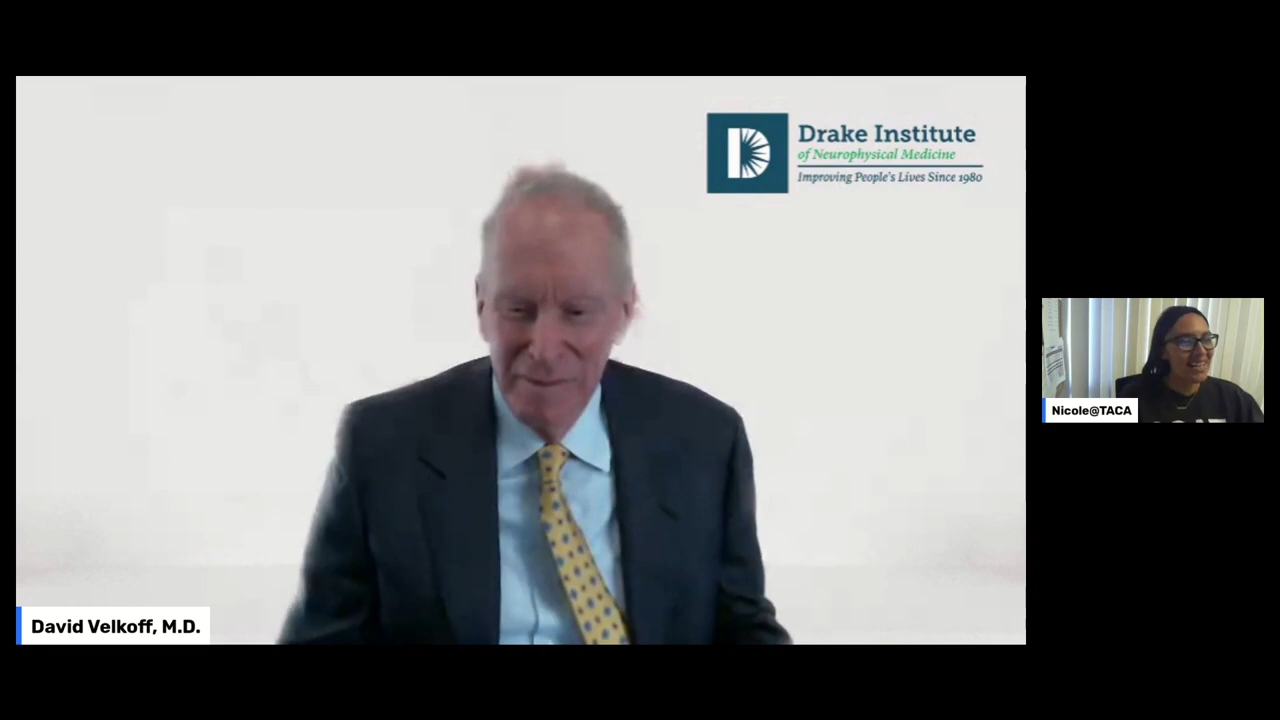 Drake Institute
of Neurophysical Medicine
Improving People's Lives Since 1980
David Velkoff, M.D.
Nicole@TACA